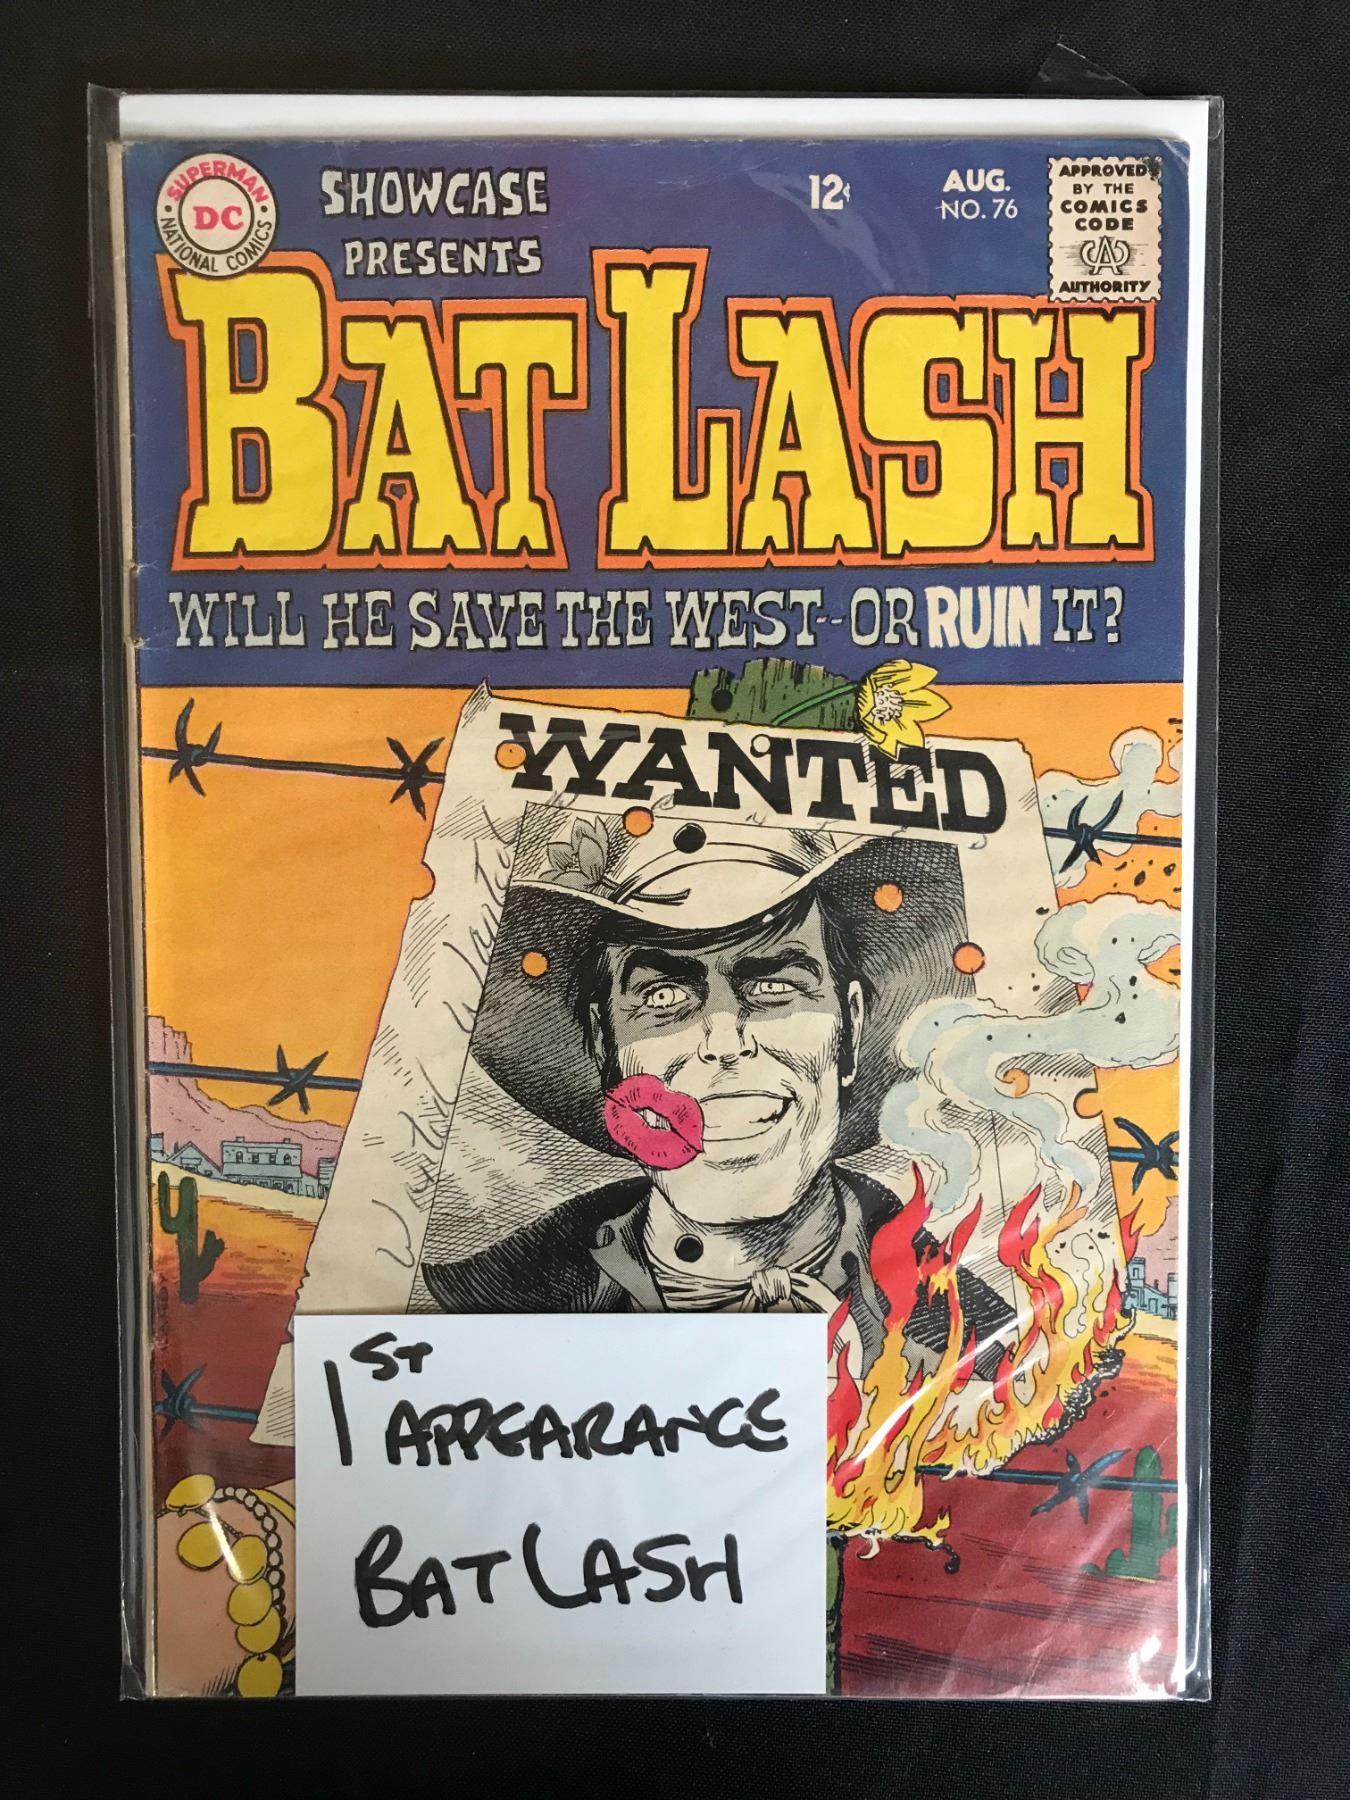 SUPERMAN
DC
NATIONAL COMICS
SHOWCASE
PRESENTS
12¢
AUG.
NO. 76
APPROVED
BY THE
COMICS
CODE
CA
AUTHORITY
BAT LASH
WILL HE SAVE THE WEST--OR RUIN IT?
WANTED
1ST
APPEARANCE
BAT LASH